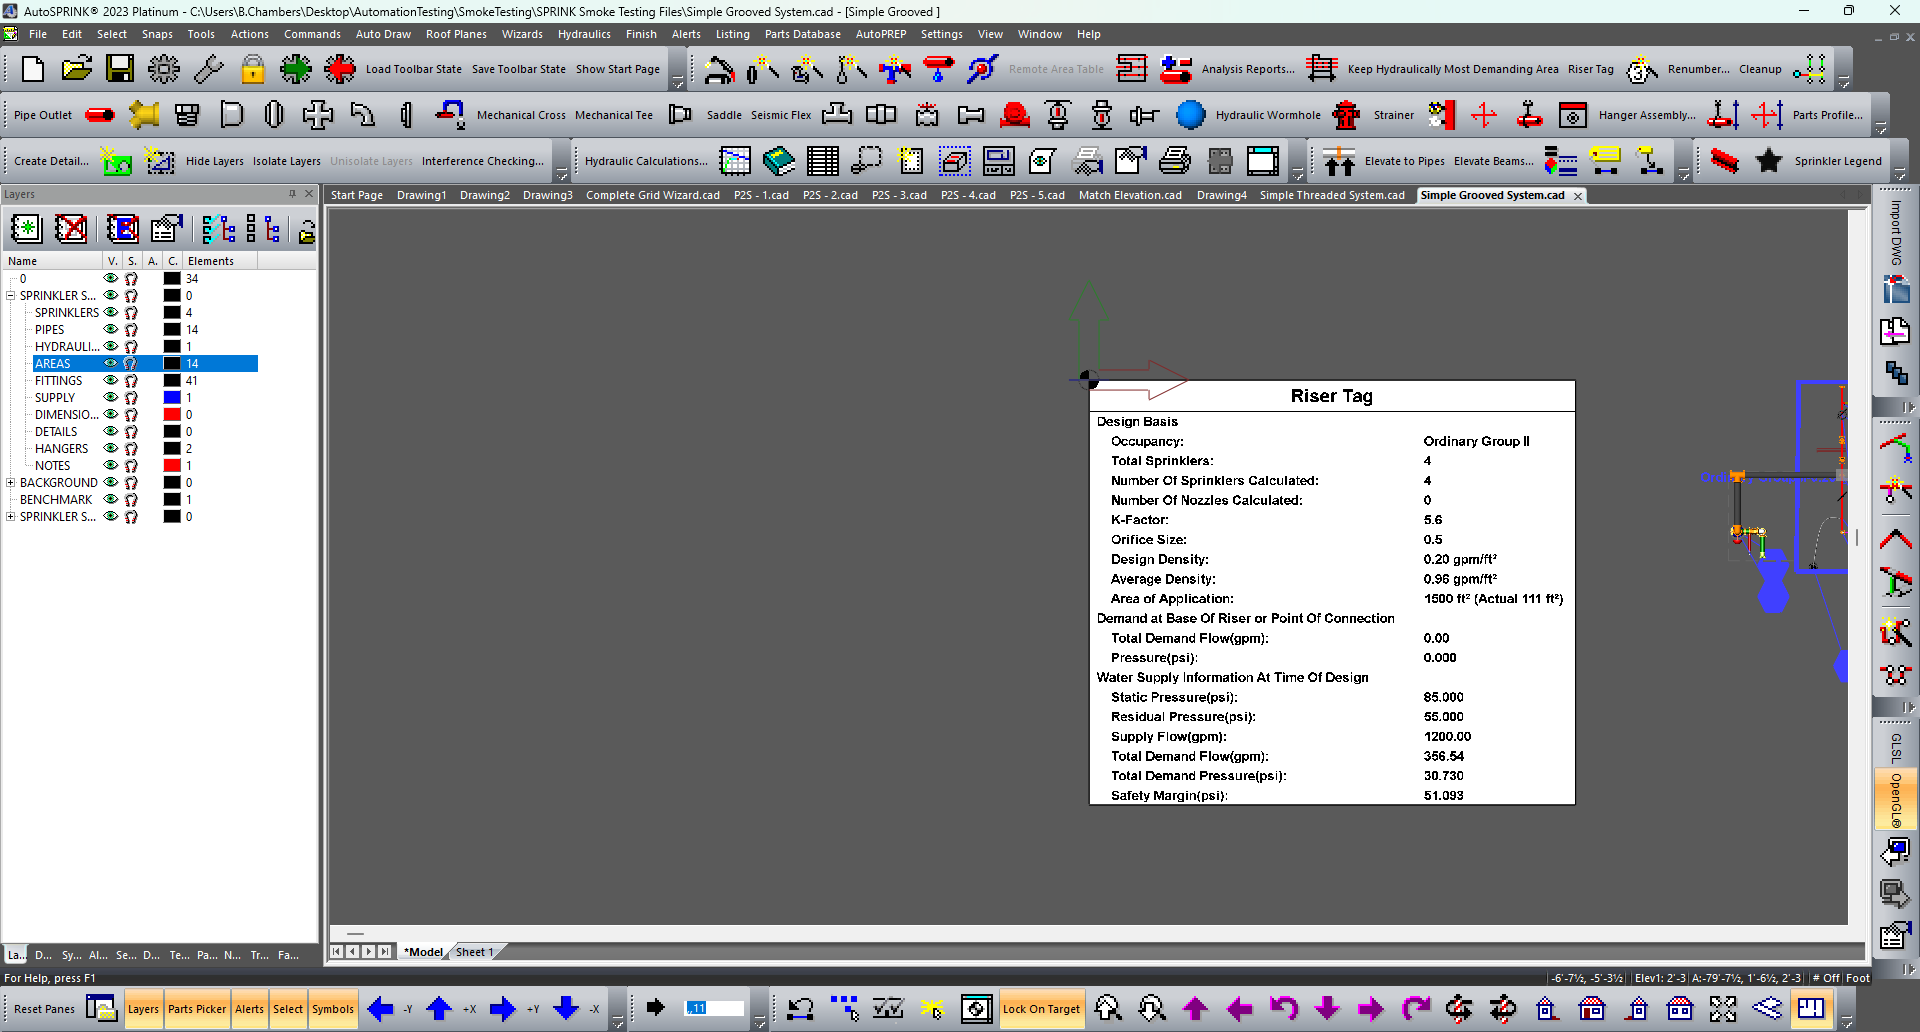 AutoSPRINK® 2023 Platinum - C:\Users\B.Chambers\Desktop\AutomationTesting\SmokeTesting\SPRINK Smoke Testing Files\Simple Grooved System.cad - [Simple Grooved ]
File Edit Select Snaps Tools Actions Commands Auto Draw Roof Planes Wizards Hydraulics Finish Alerts Listing Parts Database AutoPREP Settings View Window Help
Load Toolbar State Save Toolbar State Show Start Page Remote Area Table Analysis Reports... Keep Hydraulically Most Demanding Area Riser Tag Renumber... Cleanup
Pipe Outlet Mechanical Cross Mechanical Tee Saddle Seismic Flex Hydraulic Wormhole Strainer Hanger Assembly... Parts Profile...
Create Detail... Hide Layers Isolate Layers Unisolate Layers Interference Checking... Hydraulic Calculations... Elevate to Pipes Elevate Beams... Sprinkler Legend
Layers
Start Page Drawing1 Drawing2 Drawing3 Complete Grid Wizard.cad P2S - 1.cad P2S - 2.cad P2S - 3.cad P2S - 4.cad P2S - 5.cad Match Elevation.cad Drawing4 Simple Threaded System.cad Simple Grooved System.cad
Name V. S. A. C. Elements
0 34
SPRINKLER S... 0
SPRINKLERS 4
PIPES 14
HYDRAULI... 1
AREAS 14
FITTINGS 41
SUPPLY 1
DIMENSIO... 0
DETAILS 0
HANGERS 2
NOTES 1
BACKGROUND 0
BENCHMARK 1
SPRINKLER S... 0
Riser Tag
Design Basis
Occupancy: Ordinary Group II
Total Sprinklers: 4
Number Of Sprinklers Calculated: 4
Number Of Nozzles Calculated: 0
K-Factor: 5.6
Orifice Size: 0.5
Design Density: 0.20 gpm/ft²
Average Density: 0.96 gpm/ft²
Area of Application: 1500 ft² (Actual 111 ft²)
Demand at Base Of Riser or Point Of Connection
Total Demand Flow(gpm): 0.00
Pressure(psi): 0.000
Water Supply Information At Time Of Design
Static Pressure(psi): 85.000
Residual Pressure(psi): 55.000
Supply Flow(gpm): 1200.00
Total Demand Flow(gpm): 356.54
Total Demand Pressure(psi): 30.730
Safety Margin(psi): 51.093
Import DWG
GLSL
OpenGL®
*Model Sheet 1
La... D... Sy... Al... Se... D... Te... Pa... N... Tr... Fa...
For Help, press F1
-6'-7½, -5'-3½ Elev1: 2'-3 A:-79'-7½, 1'-6½, 2'-3 # Off Foot
Reset Panes Layers Parts Picker Alerts Select Symbols -Y +X +Y -X ,,11 Lock On Target